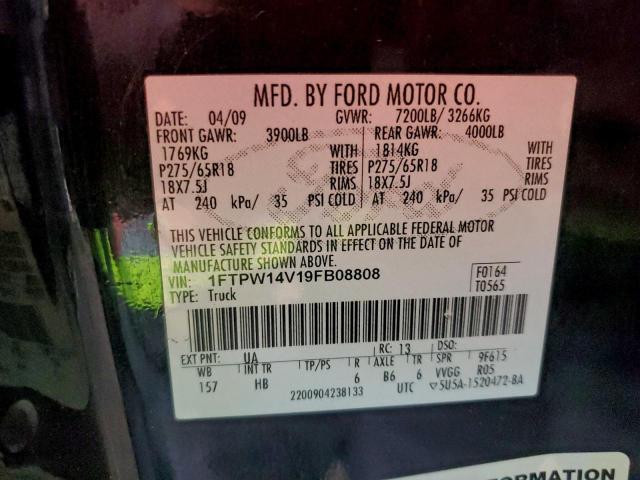 MFD. BY FORD MOTOR CO.
DATE: 04/09 GVWR: 7200LB/ 3266KG
FRONT GAWR: 3900LB REAR GAWR: 4000LB
1769KG WITH 1814KG WITH
P275/65R18 TIRES P275/65R18 TIRES
18X7.5J RIMS 18X7.5J RIMS
AT 240 kPa/ 35 PSI COLD AT 240 kPa/ 35 PSI COLD
THIS VEHICLE CONFORMS TO ALL APPLICABLE FEDERAL MOTOR
VEHICLE SAFETY STANDARDS IN EFFECT ON THE DATE OF
MANUFACTURE SHOWN ABOVE.
1FTPW14V19FB08808 F0164
TYPE: Truck T0565
EXT PNT: UA RC: 13 DSO:
WB INT TR TP/PS R AXLE TR SPR 9F615
157 HB 6 B6 6 VVGG R05
2200904238133 UTC ▽5U5A-1520472-BA
INFORMATION